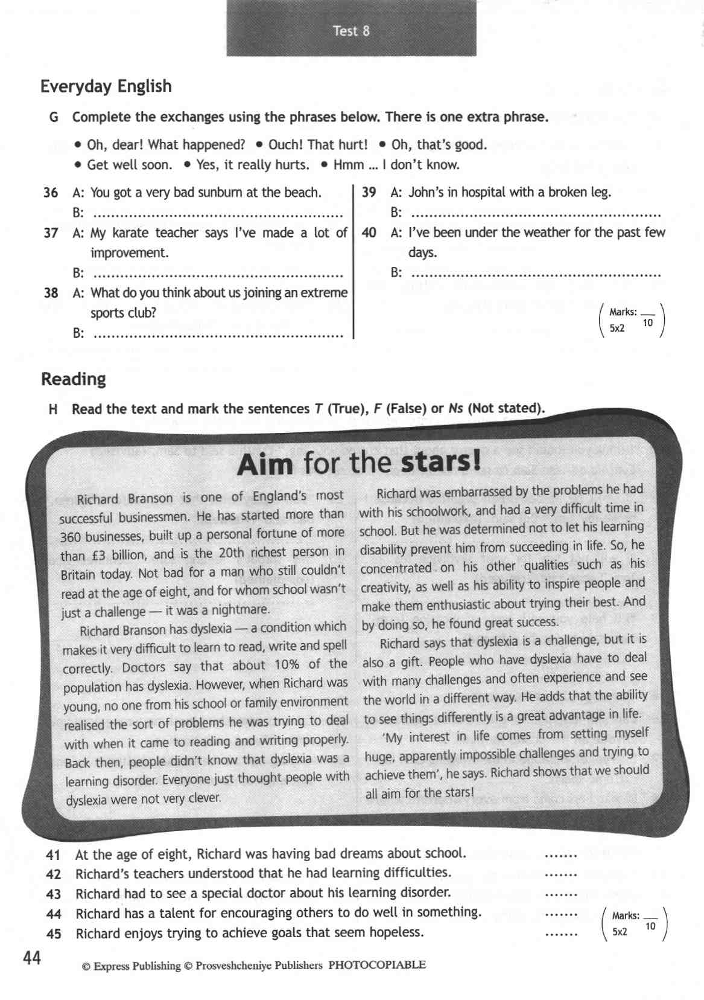 Test 8
Everyday English
G Complete the exchanges using the phrases below. There is one extra phrase.
• Oh, dear! What happened? • Ouch! That hurt! • Oh, that's good.
• Get well soon. • Yes, it really hurts. • Hmm ... I don't know.
36 A: You got a very bad sunburn at the beach.
B: ........................................................
37 A: My karate teacher says I've made a lot of
improvement.
B: ........................................................
38 A: What do you think about us joining an extreme
sports club?
B: ........................................................
39 A: John's in hospital with a broken leg.
B: ........................................................
40 A: I've been under the weather for the past few
days.
B: ........................................................
(Marks: __
5x2 10)
Reading
H Read the text and mark the sentences T (True), F (False) or Ns (Not stated).
Aim for the stars!
Richard Branson is one of England's most
successful businessmen. He has started more than
360 businesses, built up a personal fortune of more
than £3 billion, and is the 20th richest person in
Britain today. Not bad for a man who still couldn't
read at the age of eight, and for whom school wasn't
just a challenge — it was a nightmare.
Richard Branson has dyslexia — a condition which
makes it very difficult to learn to read, write and spell
correctly. Doctors say that about 10% of the
population has dyslexia. However, when Richard was
young, no one from his school or family environment
realised the sort of problems he was trying to deal
with when it came to reading and writing properly.
Back then, people didn't know that dyslexia was a
learning disorder. Everyone just thought people with
dyslexia were not very clever.
Richard was embarrassed by the problems he had
with his schoolwork, and had a very difficult time in
school. But he was determined not to let his learning
disability prevent him from succeeding in life. So, he
concentrated on his other qualities such as his
creativity, as well as his ability to inspire people and
make them enthusiastic about trying their best. And
by doing so, he found great success.
Richard says that dyslexia is a challenge, but it is
also a gift. People who have dyslexia have to deal
with many challenges and often experience and see
the world in a different way. He adds that the ability
to see things differently is a great advantage in life.
'My interest in life comes from setting myself
huge, apparently impossible challenges and trying to
achieve them', he says. Richard shows that we should
all aim for the stars!
41 At the age of eight, Richard was having bad dreams about school. .......
42 Richard's teachers understood that he had learning difficulties. .......
43 Richard had to see a special doctor about his learning disorder. .......
44 Richard has a talent for encouraging others to do well in something. .......
45 Richard enjoys trying to achieve goals that seem hopeless. .......
(Marks: __
5x2 10)
44
© Express Publishing © Prosveshcheniye Publishers PHOTOCOPIABLE